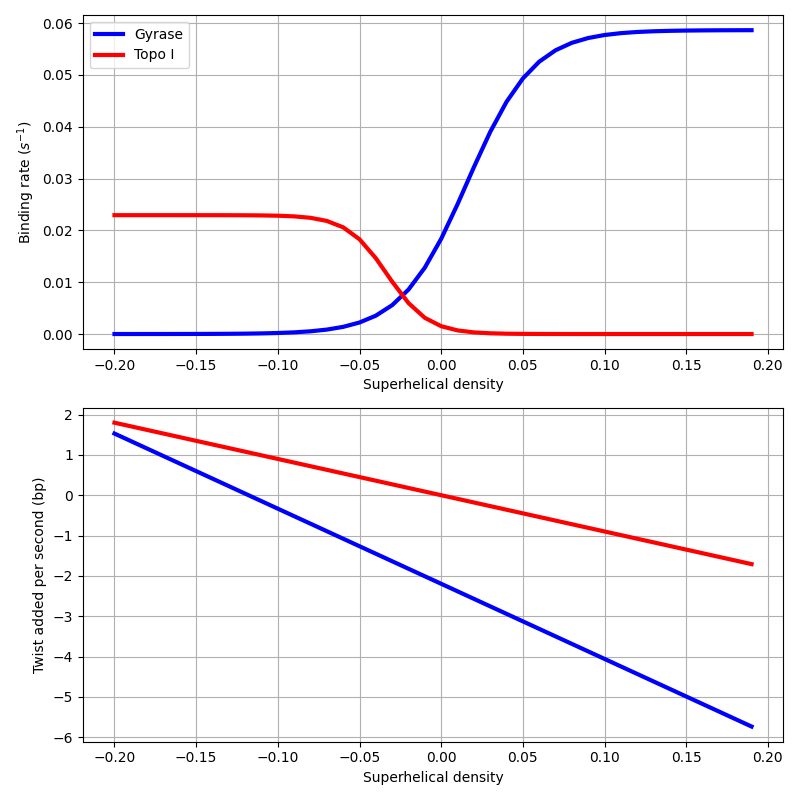 0.06
0.05
0.04
0.03
0.02
0.01
0.00
Binding rate (s⁻¹)
Gyrase
Topo I
−0.20 −0.15 −0.10 −0.05 0.00 0.05 0.10 0.15 0.20
Superhelical density
2
1
0
−1
−2
−3
−4
−5
−6
Twist added per second (bp)
−0.20 −0.15 −0.10 −0.05 0.00 0.05 0.10 0.15 0.20
Superhelical density